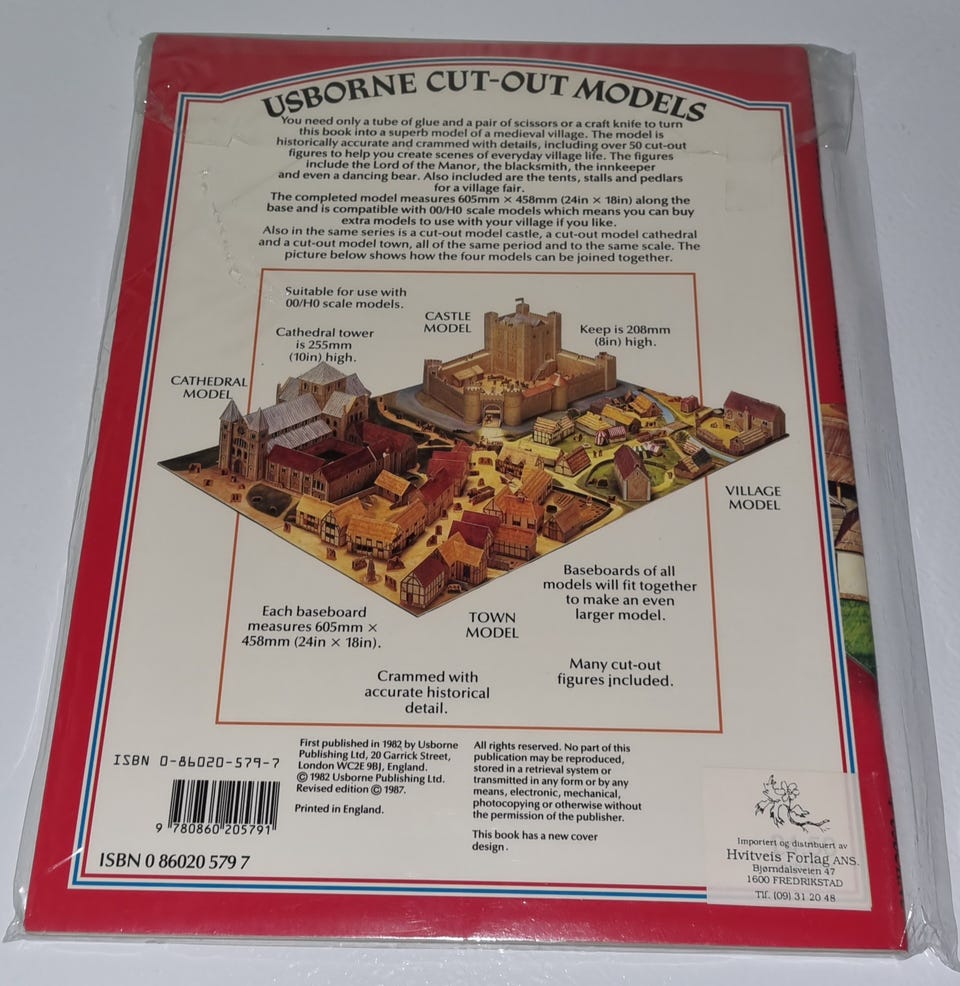 USBORNE CUT-OUT MODELS
You need only a tube of glue and a pair of scissors or a craft knife to turn
this book into a superb model of a medieval village. The model is
historically accurate and crammed with details, including over 50 cut-out
figures to help you create scenes of everyday village life. The figures
include the Lord of the Manor, the blacksmith, the innkeeper
and even a dancing bear. Also included are the tents, stalls and pedlars
for a village fair.
The completed model measures 605mm × 458mm (24in × 18in) along the
base and is compatible with 00/H0 scale models which means you can buy
extra models to use with your village if you like.
Also in the same series is a cut-out model castle, a cut-out model cathedral
and a cut-out model town, all of the same period and to the same scale. The
picture below shows how the four models can be joined together.
Suitable for use with
00/H0 scale models.
Cathedral tower
is 255mm
(10in) high.
CASTLE
MODEL
Keep is 208mm
(8in) high.
CATHEDRAL
MODEL
VILLAGE
MODEL
Each baseboard
measures 605mm ×
458mm (24in × 18in).
TOWN
MODEL
Baseboards of all
models will fit together
to make an even
larger model.
Crammed with
accurate historical
detail.
Many cut-out
figures included.
ISBN 0-86020-579-7
9 780860 205791
ISBN 0 86020 579 7
First published in 1982 by Usborne
Publishing Ltd, 20 Garrick Street,
London WC2E 9BJ, England.
© 1982 Usborne Publishing Ltd.
Revised edition © 1987.
Printed in England.
All rights reserved. No part of this
publication may be reproduced,
stored in a retrieval system or
transmitted in any form or by any
means, electronic, mechanical,
photocopying or otherwise without
the permission of the publisher.
This book has a new cover
design.
Importert og distribuert av
Hvitveis Forlag ANS.
Bjørndalsveien 47
1600 FREDRIKSTAD
Tlf. (09) 31 20 48